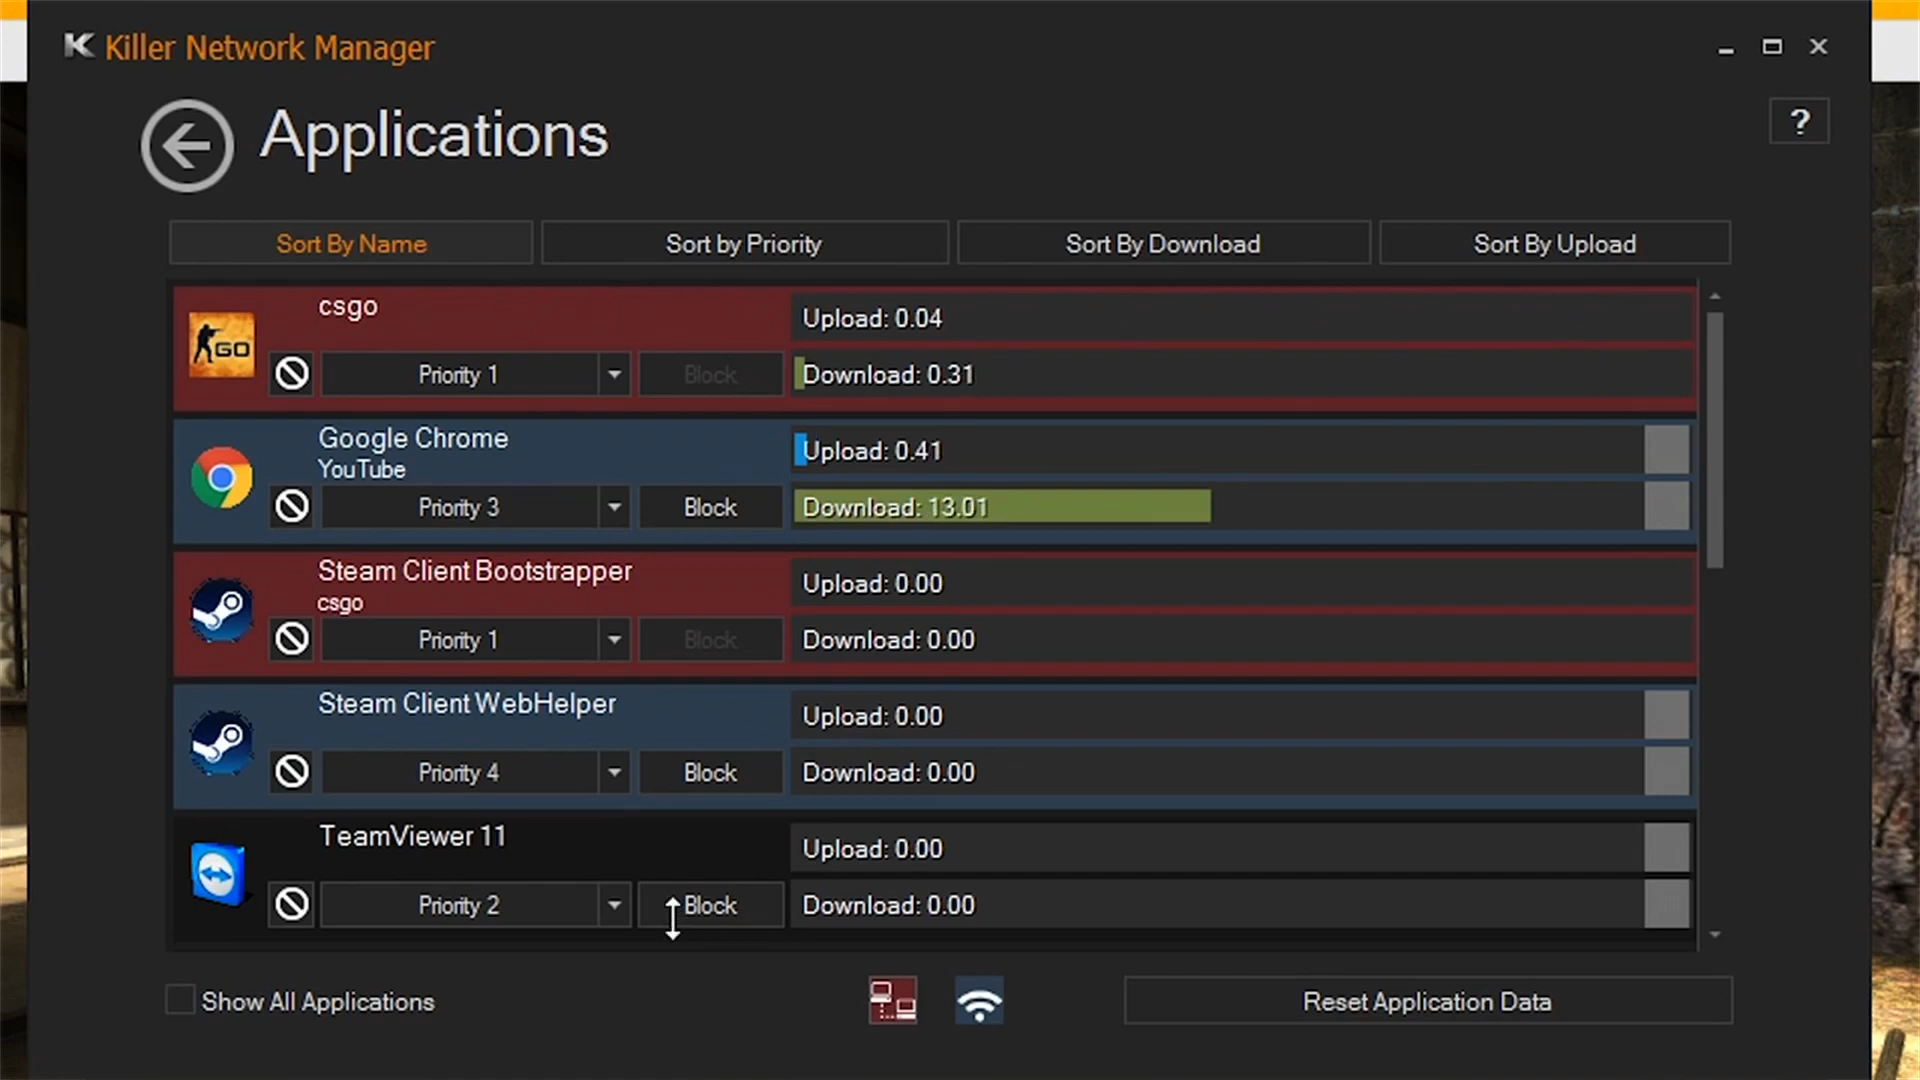 Killer Network Manager
Applications
?
Sort By Name
Sort by Priority
Sort By Download
Sort By Upload
csgo
GO
Priority 1
Block
Upload: 0.04
Download: 0.31
Google Chrome
YouTube
Priority 3
Block
Upload: 0.41
Download: 13.01
Steam Client Bootstrapper
csgo
Priority 1
Block
Upload: 0.00
Download: 0.00
Steam Client WebHelper
Priority 4
Block
Upload: 0.00
Download: 0.00
TeamViewer 11
Priority 2
Block
Upload: 0.00
Download: 0.00
Show All Applications
Reset Application Data